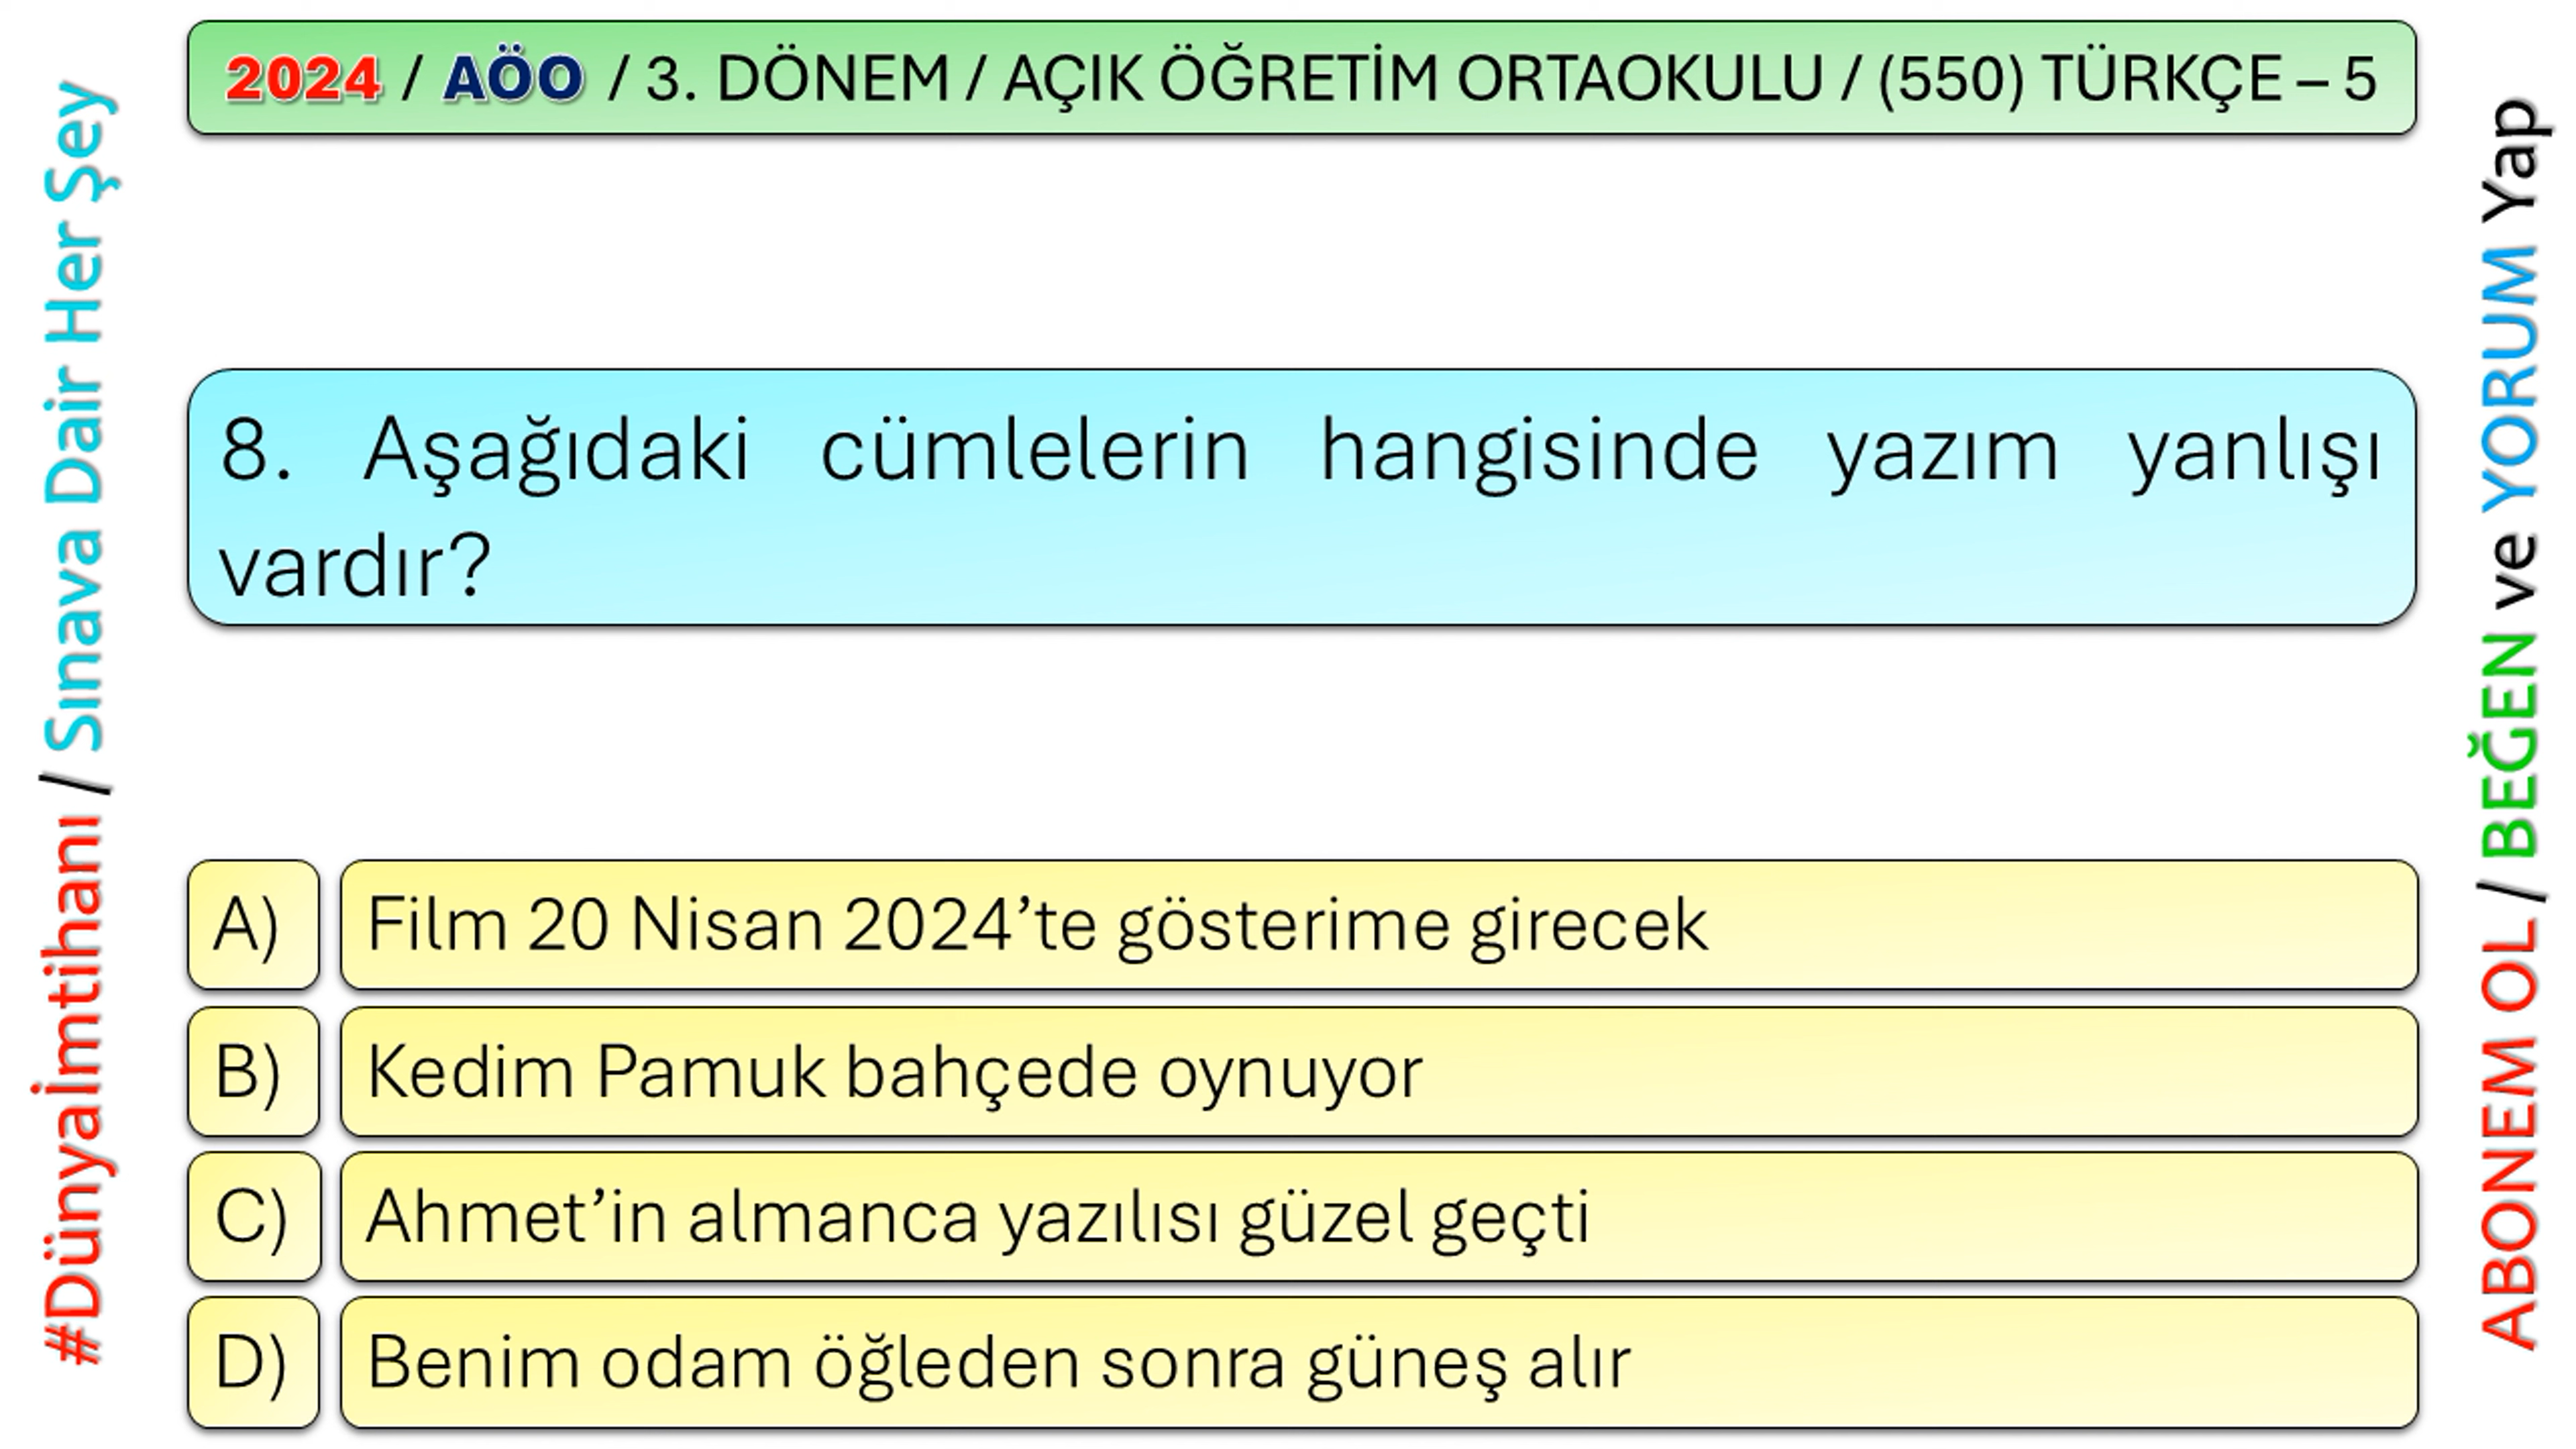 2024 / AÖO / 3. DÖNEM / AÇIK ÖĞRETİM ORTAOKULU / (550) TÜRKÇE – 5
#Dünyaİmtihanı / Sınava Dair Her Şey
8. Aşağıdaki cümlelerin hangisinde yazım yanlışı
vardır?
A) Film 20 Nisan 2024’te gösterime girecek
B) Kedim Pamuk bahçede oynuyor
C) Ahmet’in almanca yazılısı güzel geçti
D) Benim odam öğleden sonra güneş alır
ABONEM OL / BEĞEN ve YORUM Yap